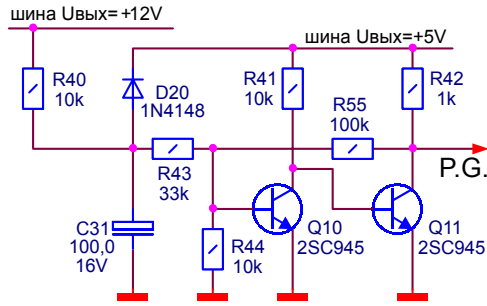 шина Uвых=+12V
шина Uвых=+5V
R40
10k
D20
1N4148
R41
10k
R55
100k
R42
1k
R43
33k
P.G.
C31
100,0
16V
R44
10k
Q10
2SC945
Q11
2SC945